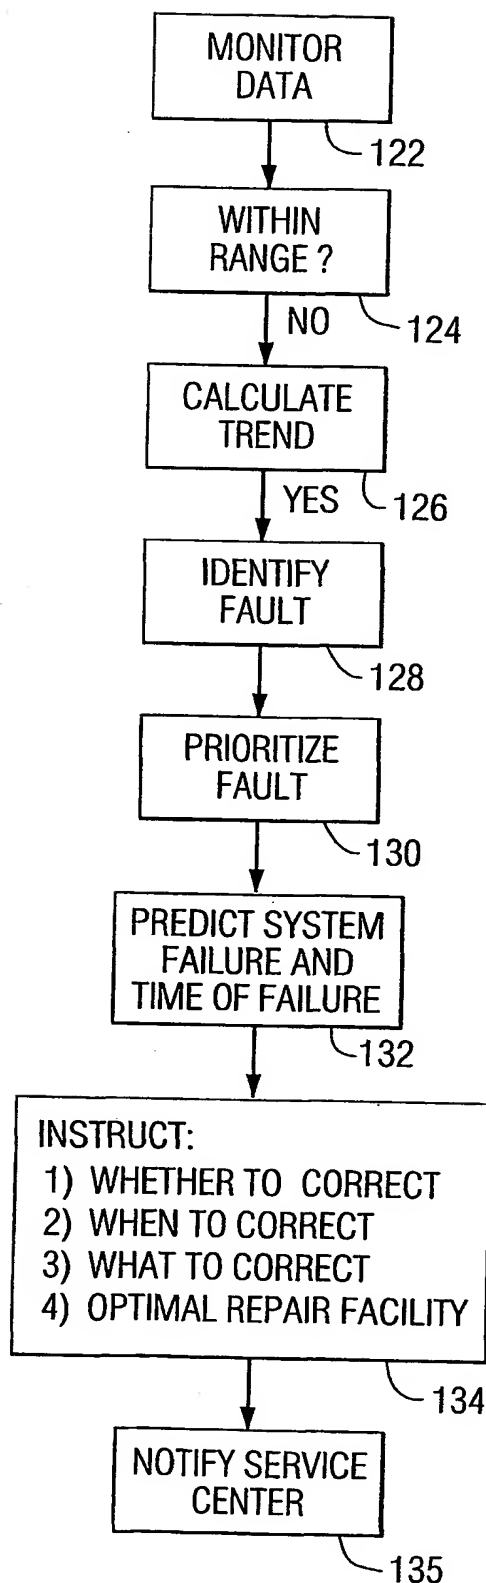 MONITOR
DATA
122
WITHIN
RANGE ?
124
NO
CALCULATE
TREND
126
YES
IDENTIFY
FAULT
128
PRIORITIZE
FAULT
130
PREDICT SYSTEM
FAILURE AND
TIME OF FAILURE
132
INSTRUCT:
1) WHETHER TO CORRECT
2) WHEN TO CORRECT
3) WHAT TO CORRECT
4) OPTIMAL REPAIR FACILITY
134
NOTIFY SERVICE
CENTER
135